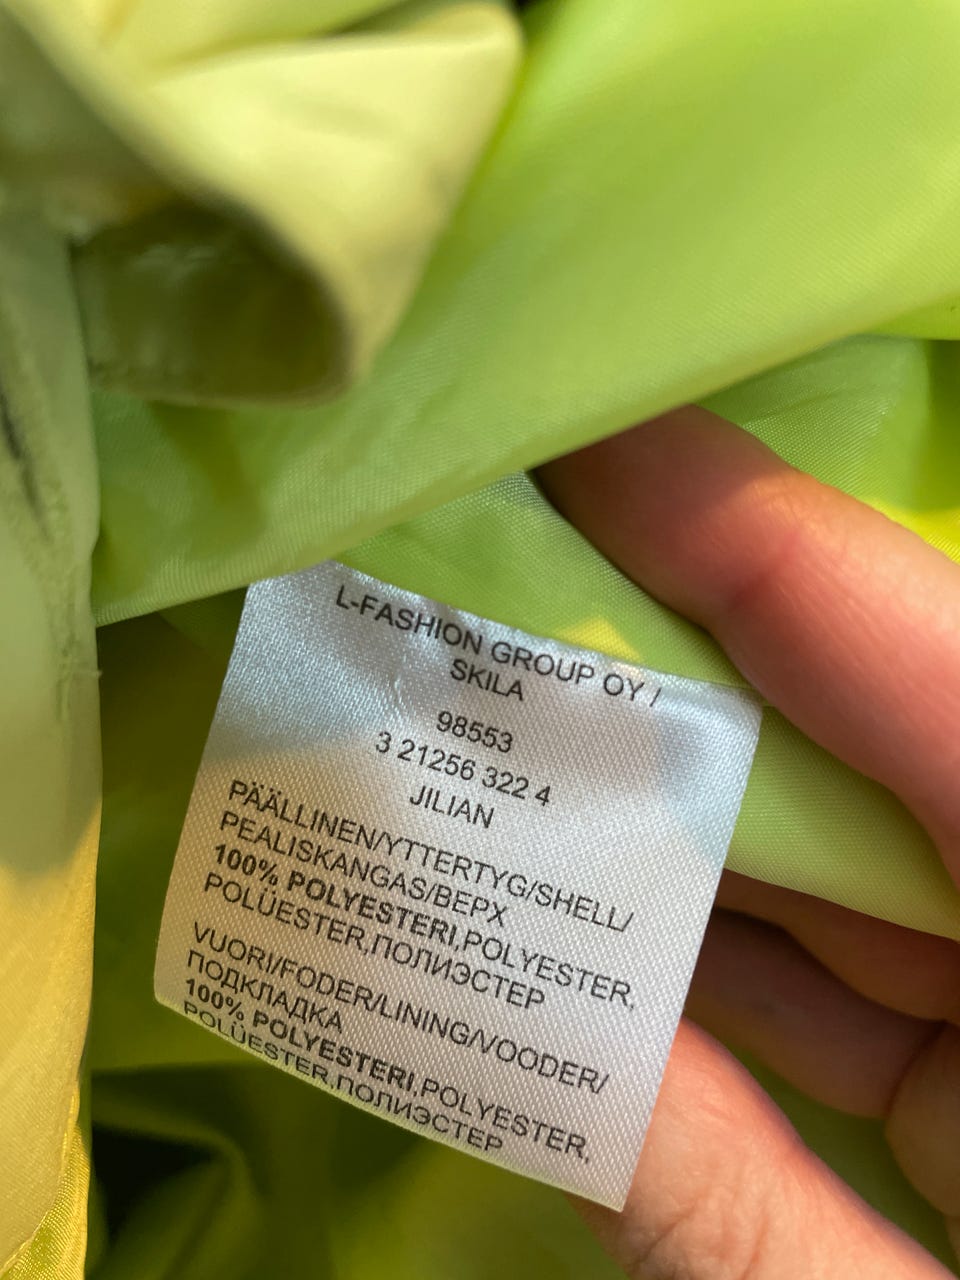 L-FASHION GROUP OY /
SKILA
98553
3 21256 322 4
JILIAN
PÄÄLLINEN/YTTERTYG/SHELL/
PEALISKANGAS/ВЕРХ
100% POLYESTERI,POLYESTER,
POLÜESTER,ПОЛИЭСТЕР
VUORI/FODER/LINING/VOODER/
ПОДКЛАДКА
100% POLYESTERI,POLYESTER,
POLÜESTER,ПОЛИЭСТЕР